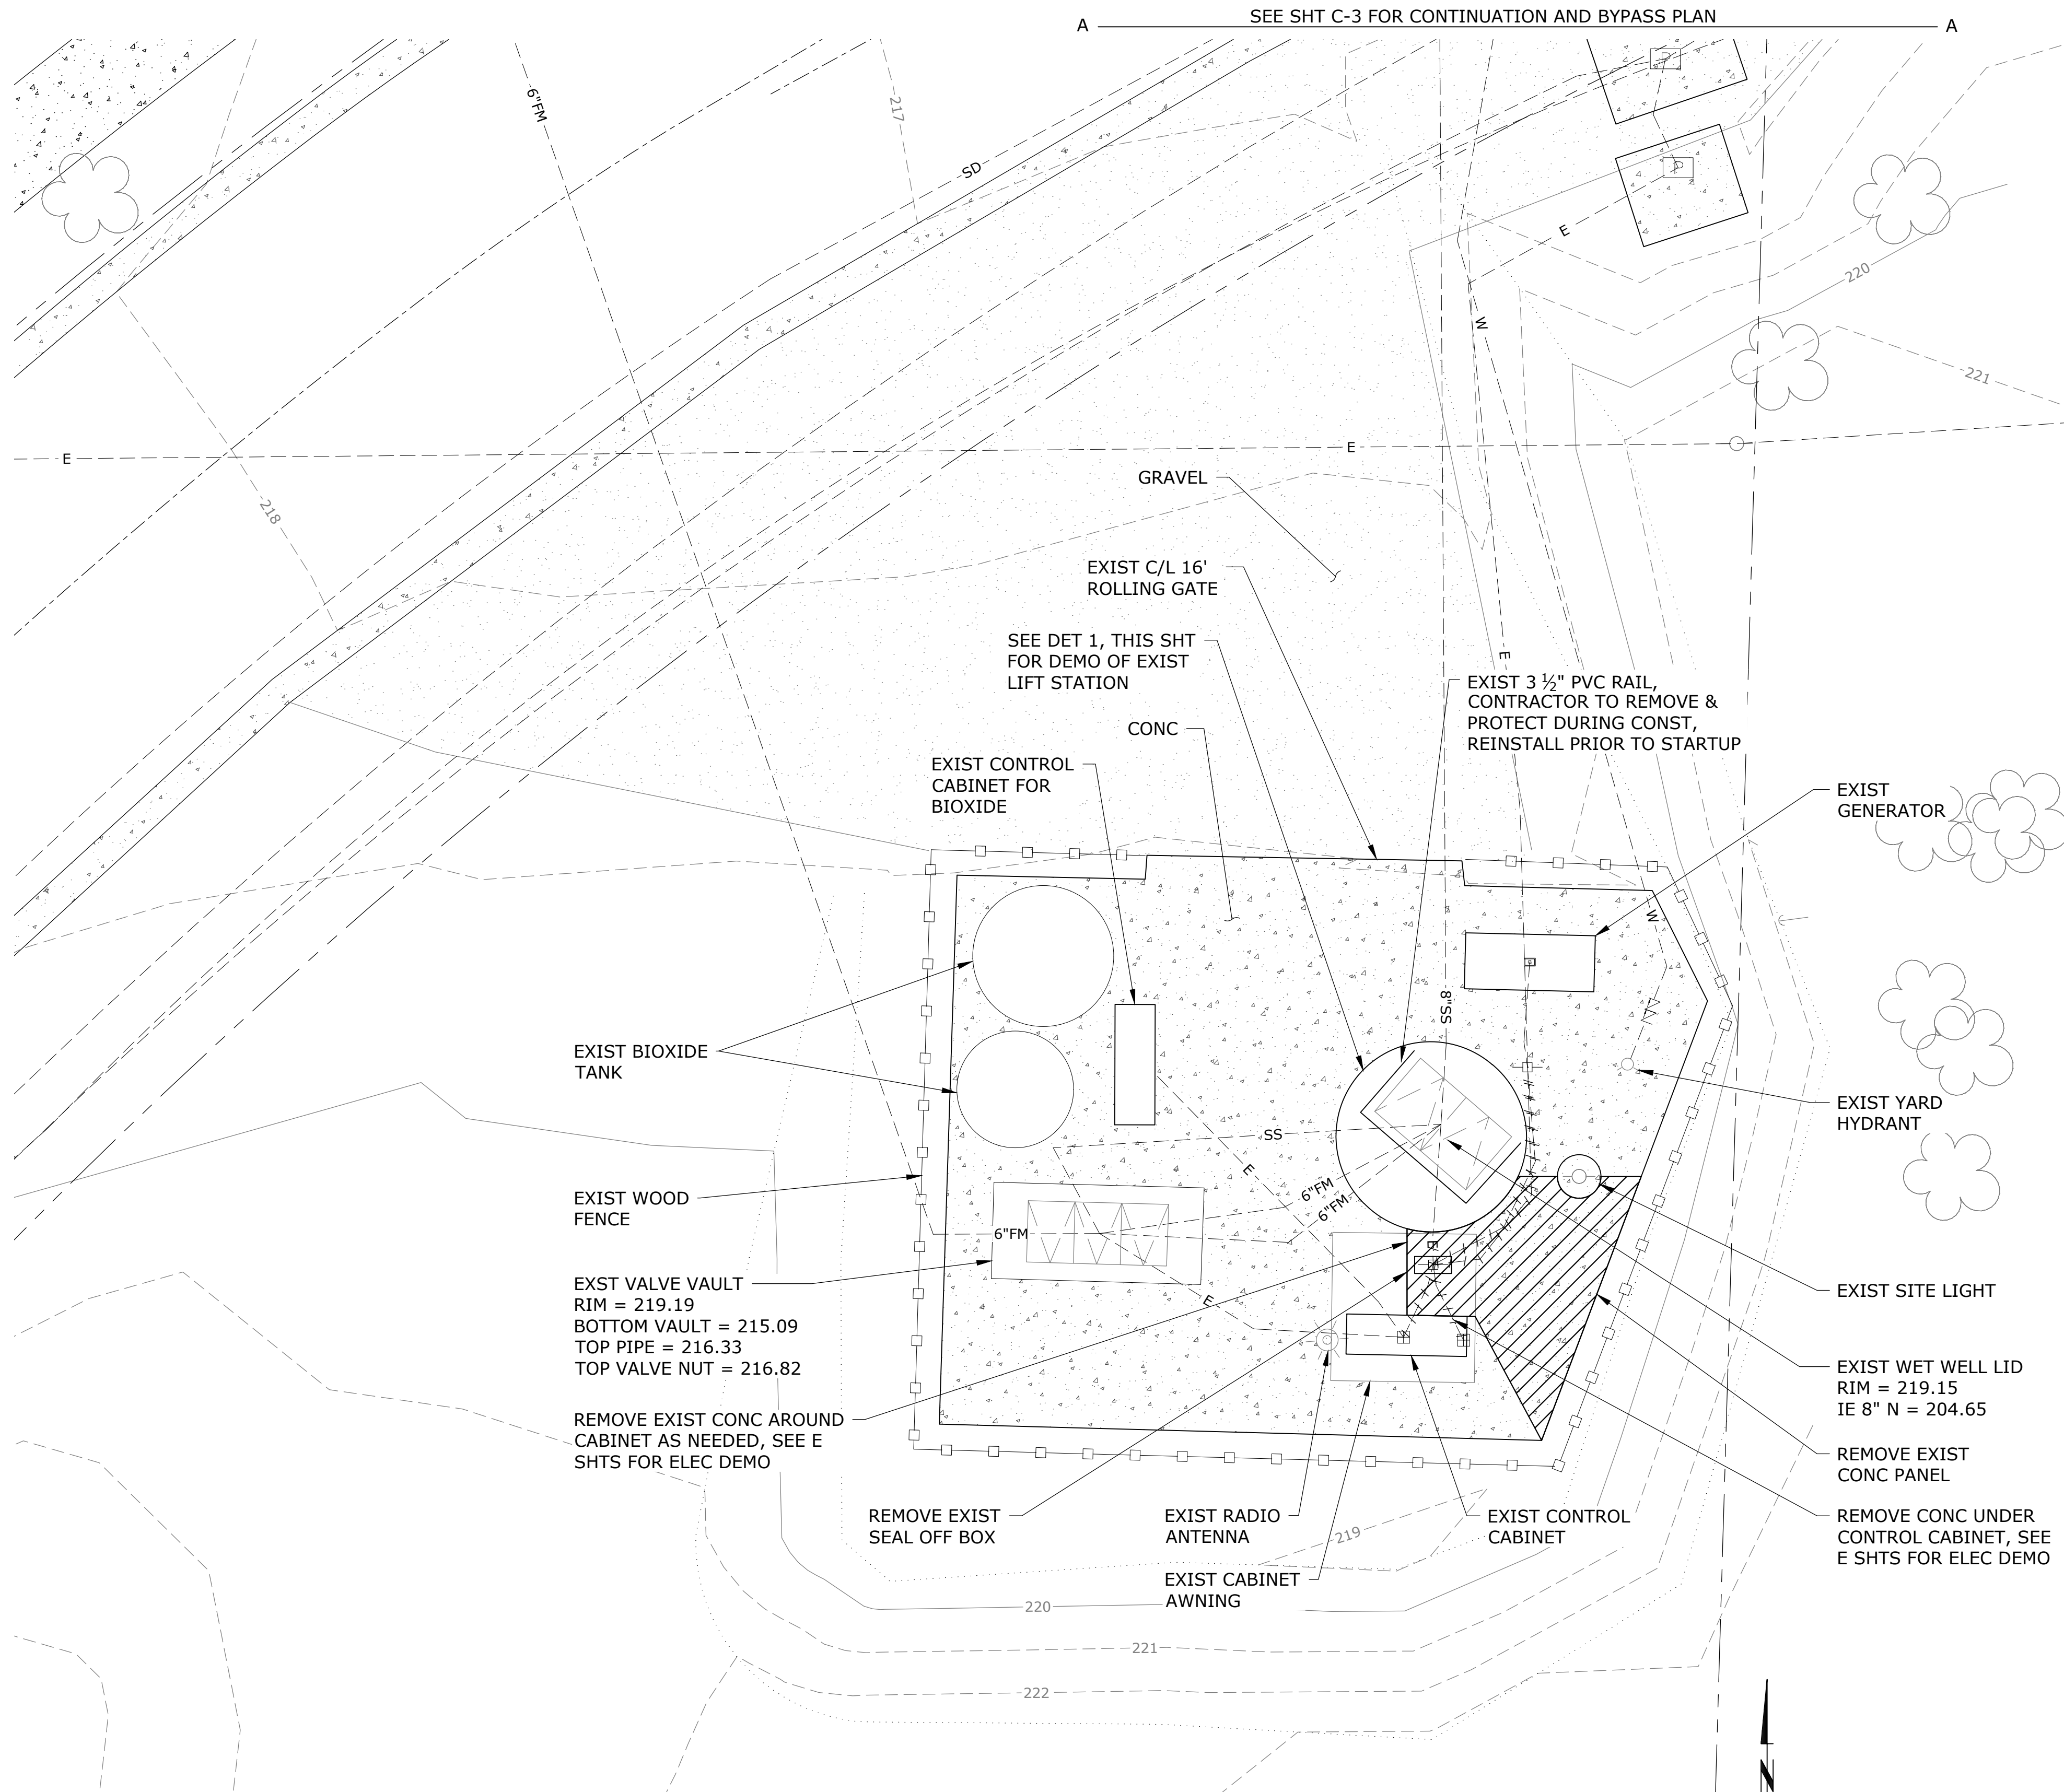 SEE SHT C-3 FOR CONTINUATION AND BYPASS PLAN
A
A
6"FM
217
SD
P
P
E
220
W
221
E
E
218
GRAVEL
EXIST C/L 16'
ROLLING GATE
SEE DET 1, THIS SHT
FOR DEMO OF EXIST
LIFT STATION
E
EXIST 3 ½" PVC RAIL,
CONTRACTOR TO REMOVE &
PROTECT DURING CONST,
REINSTALL PRIOR TO STARTUP
CONC
EXIST CONTROL
CABINET FOR
BIOXIDE
EXIST
GENERATOR
W
8"SS
EXIST BIOXIDE
TANK
EXIST YARD
HYDRANT
SS
E
6"FM
6"FM
EXIST WOOD
FENCE
6"FM
E
EXST VALVE VAULT
RIM = 219.19
BOTTOM VAULT = 215.09
TOP PIPE = 216.33
TOP VALVE NUT = 216.82
E
EXIST SITE LIGHT
EXIST WET WELL LID
RIM = 219.15
IE 8" N = 204.65
REMOVE EXIST CONC AROUND
CABINET AS NEEDED, SEE E
SHTS FOR ELEC DEMO
REMOVE EXIST
CONC PANEL
REMOVE EXIST
SEAL OFF BOX
EXIST RADIO
ANTENNA
219
EXIST CONTROL
CABINET
REMOVE CONC UNDER
CONTROL CABINET, SEE
E SHTS FOR ELEC DEMO
EXIST CABINET
AWNING
220
221
222
N